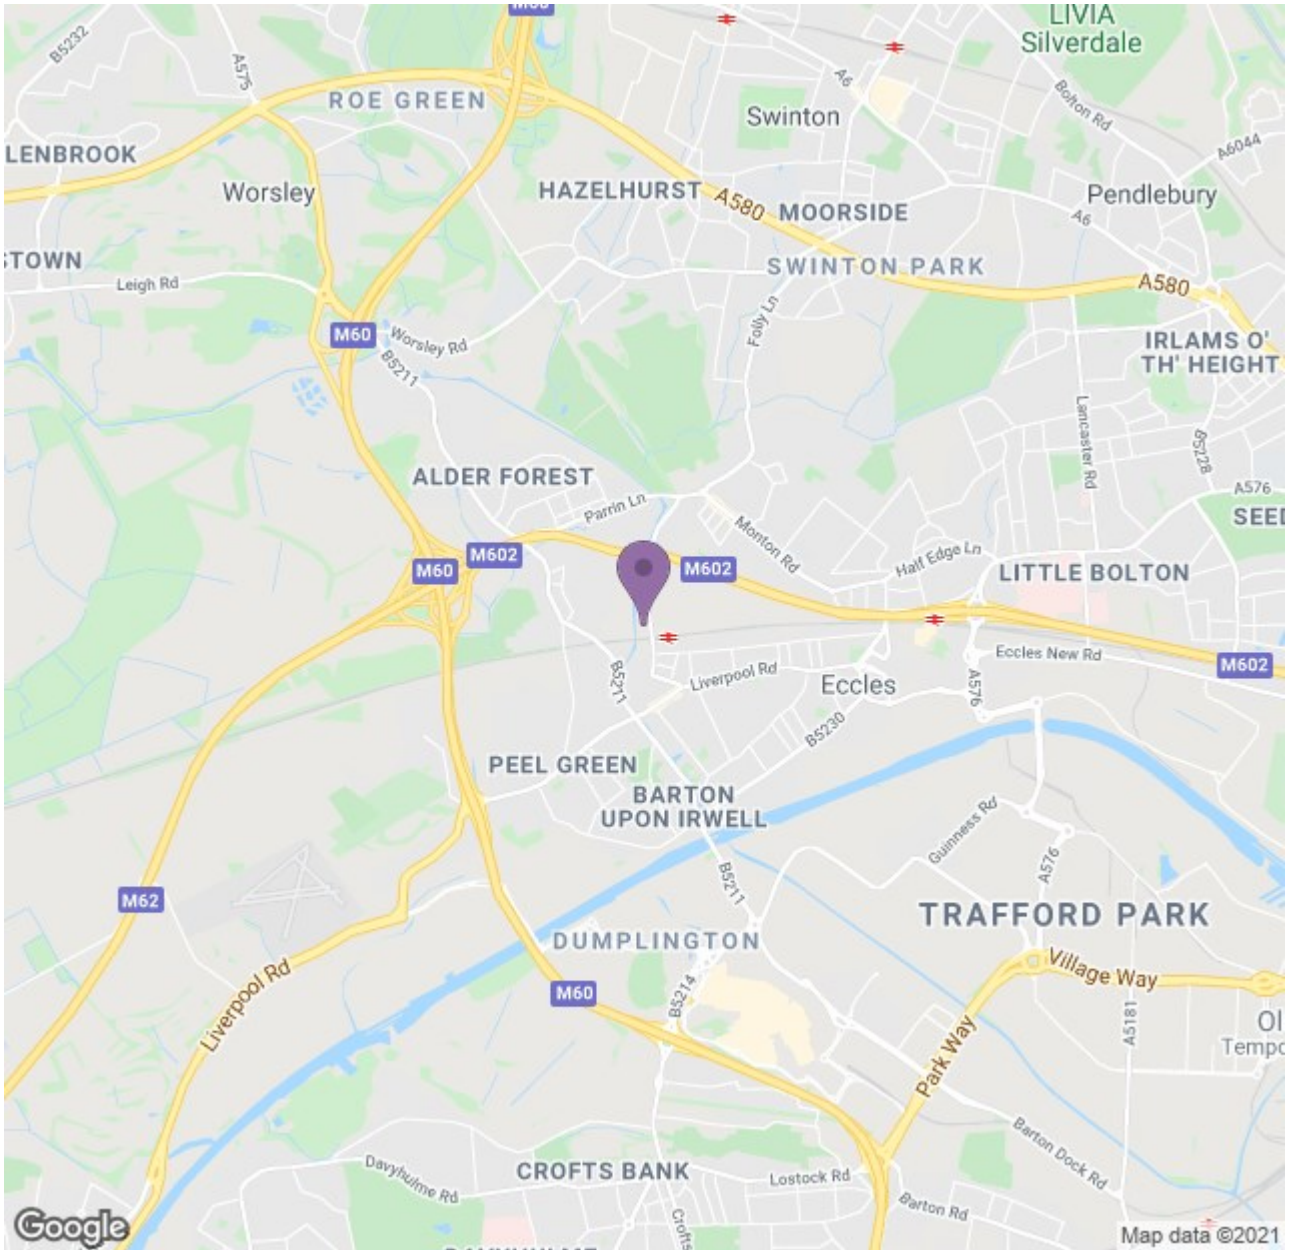 M60
LIVIA
Silverdale
B5232
A575
A6
ROE GREEN
Swinton
Bolton Rd
A6044
LENBROOK
Worsley
HAZELHURST
A580
MOORSIDE
Pendlebury
A6
STOWN
SWINTON PARK
Leigh Rd
A580
Folly Ln
M60
Worsley Rd
IRLAMS O'
TH' HEIGHT
B5211
Lancaster Rd
B5228
ALDER FOREST
A576
Parrin Ln
SEED
Monton Rd
M602
Half Edge Ln
M60
M602
LITTLE BOLTON
Eccles New Rd
M602
B5211
Liverpool Rd
Eccles
A576
B5230
PEEL GREEN
BARTON
UPON IRWELL
Guinness Rd
A576
B5211
M62
TRAFFORD PARK
DUMPLINGTON
Village Way
Liverpool Rd
M60
B5214
A5181
Ol
Tempo
Park Way
Barton Dock Rd
Davyhulme Rd
CROFTS BANK
Lostock Rd
Barton Rd
Crofts
Google
Map data ©2021